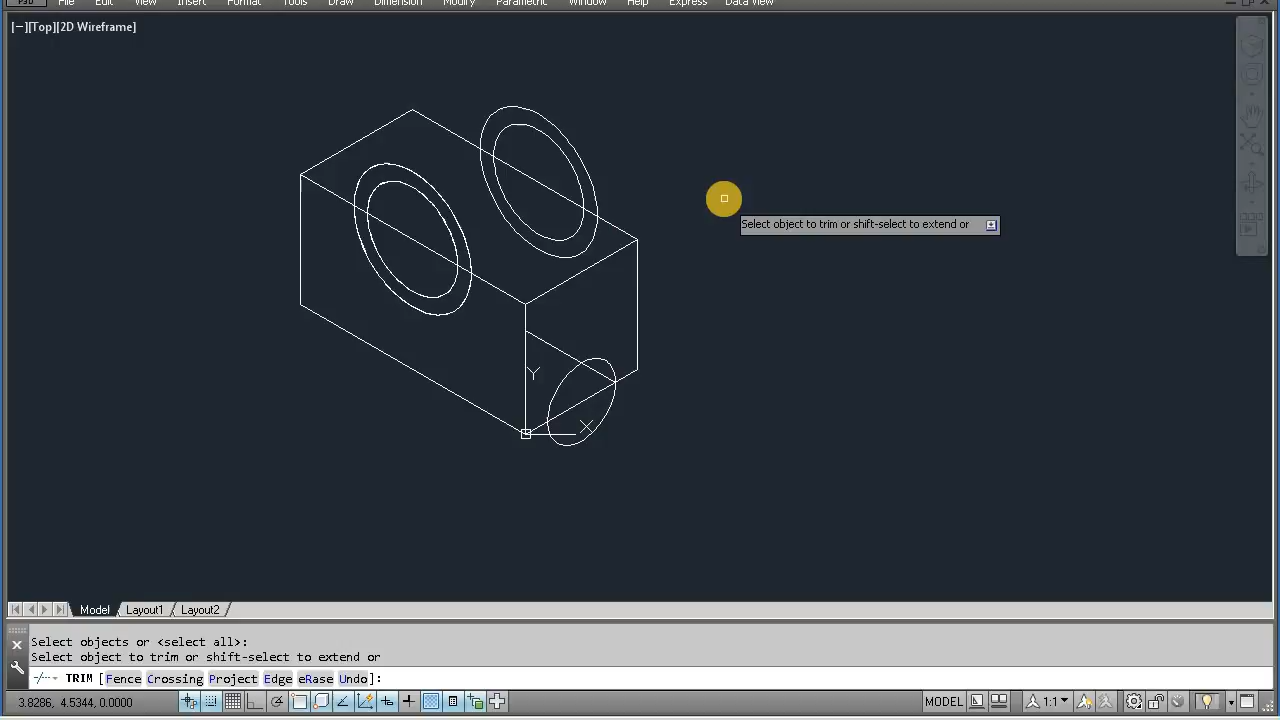 File Edit View Insert Format Tools Draw Dimension Modify Parametric Window Help Express Data View
[−][Top][2D Wireframe]
Select object to trim or shift-select to extend or
Y
X
Model Layout1 Layout2
Select objects or <select all>:
Select object to trim or shift-select to extend or
TRIM [Fence Crossing Project Edge eRase Undo]:
3.8286, 4.5344, 0.0000 MODEL 1:1